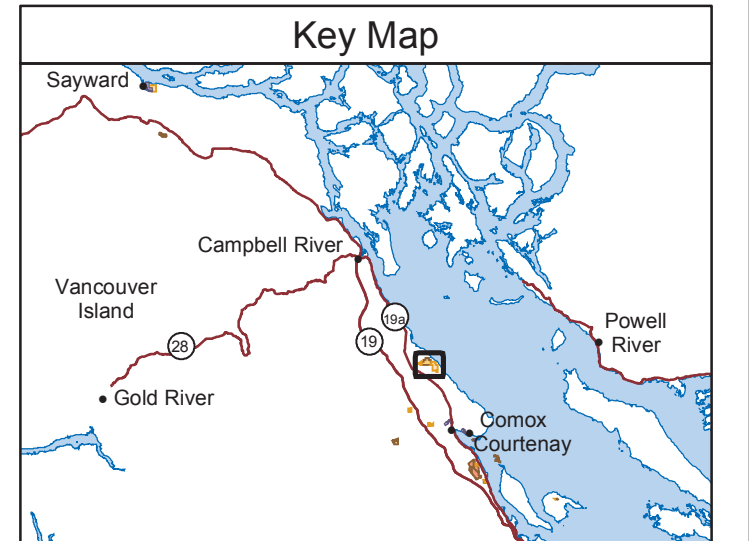 Key Map
Sayward
Campbell River
Vancouver
Island
19a
28
19
Powell
River
Gold River
Comox
Courtenay